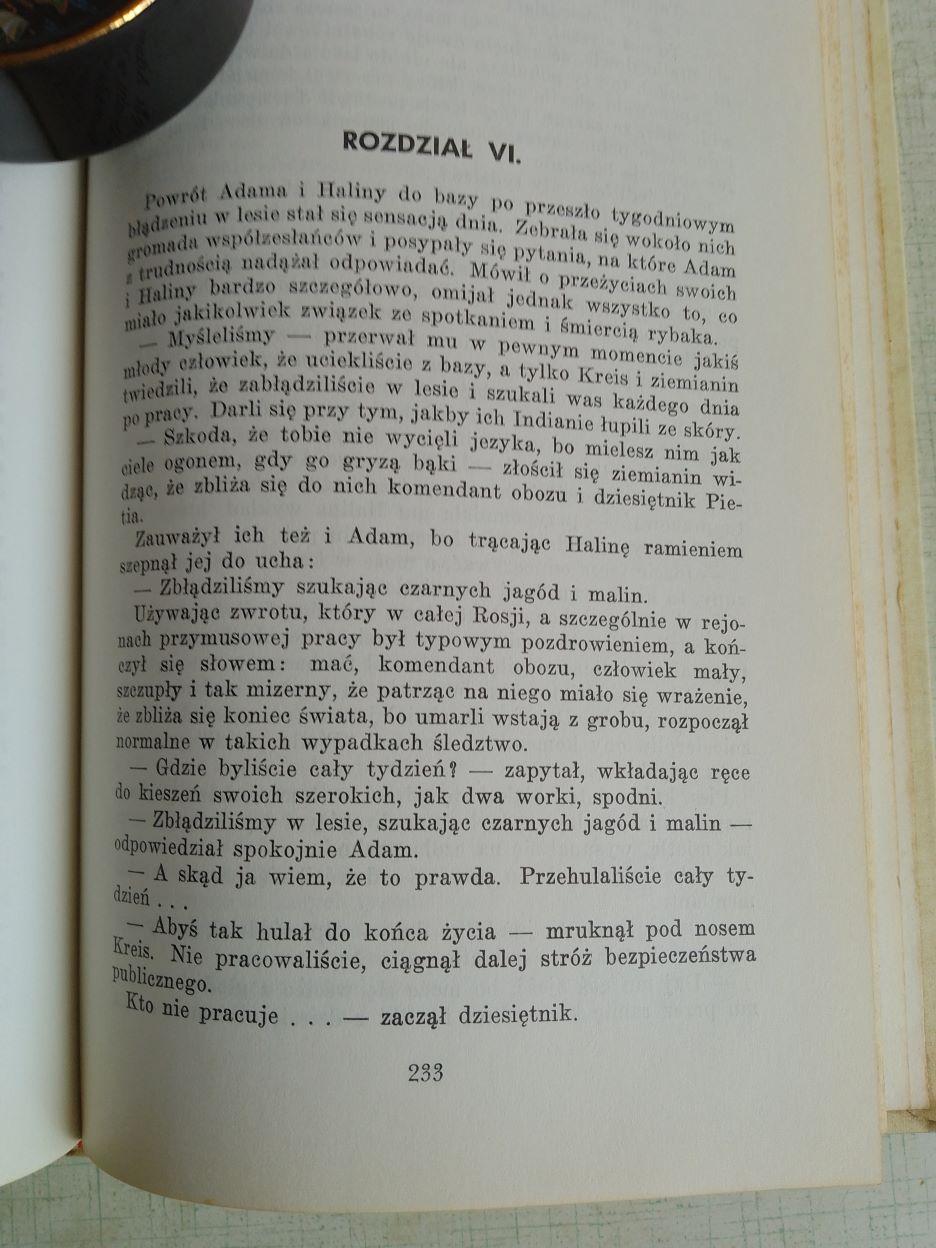 ROZDZIAŁ VI.
Powrót Adama i Haliny do bazy po przeszło tygodniowym
błądzeniu w lesie stał się sensacją dnia. Zebrała się wokoło nich
gromada współzesłańców i posypały się pytania, na które Adam
z trudnością nadążał odpowiadać. Mówił o przeżyciach swoich
i Haliny bardzo szczegółowo, omijał jednak wszystko to, co
miało jakikolwiek związek ze spotkaniem i śmiercią rybaka.
— Myśleliśmy — przerwał mu w pewnym momencie jakiś
młody człowiek, że uciekliście z bazy, a tylko Kreis i ziemianin
twiedzili, że zabłądziliście w lesie i szukali was każdego dnia
po pracy. Darli się przy tym, jakby ich Indianie łupili ze skóry.
— Szkoda, że tobie nie wycięli jezyka, bo mielesz nim jak
ciele ogonem, gdy go gryzą bąki — złościł się ziemianin wi-
dząc, że zbliża się do nich komendant obozu i dziesiętnik Pie-
tia.
Zauważył ich też i Adam, bo trącając Halinę ramieniem
szepnął jej do ucha:
— Zbłądziliśmy szukając czarnych jagód i malin.
Używając zwrotu, który w całej Rosji, a szczególnie w rejo-
nach przymusowej pracy był typowym pozdrowieniem, a koń-
czył się słowem: mać, komendant obozu, człowiek mały,
szczupły i tak mizerny, że patrząc na niego miało się wrażenie,
że zbliża się koniec świata, bo umarli wstają z grobu, rozpoczął
normalne w takich wypadkach śledztwo.
— Gdzie byliście cały tydzień? — zapytał, wkładając ręce
do kieszeń swoich szerokich, jak dwa worki, spodni.
— Zbłądziliśmy w lesie, szukając czarnych jagód i malin —
odpowiedział spokojnie Adam.
— A skąd ja wiem, że to prawda. Przehulaliście cały ty-
dzień . . .
— Abyś tak hulał do końca życia — mruknął pod nosem
Kreis. Nie pracowaliście, ciągnął dalej stróż bezpieczeństwa
publicznego.
Kto nie pracuje . . . — zaczął dziesiętnik.
233